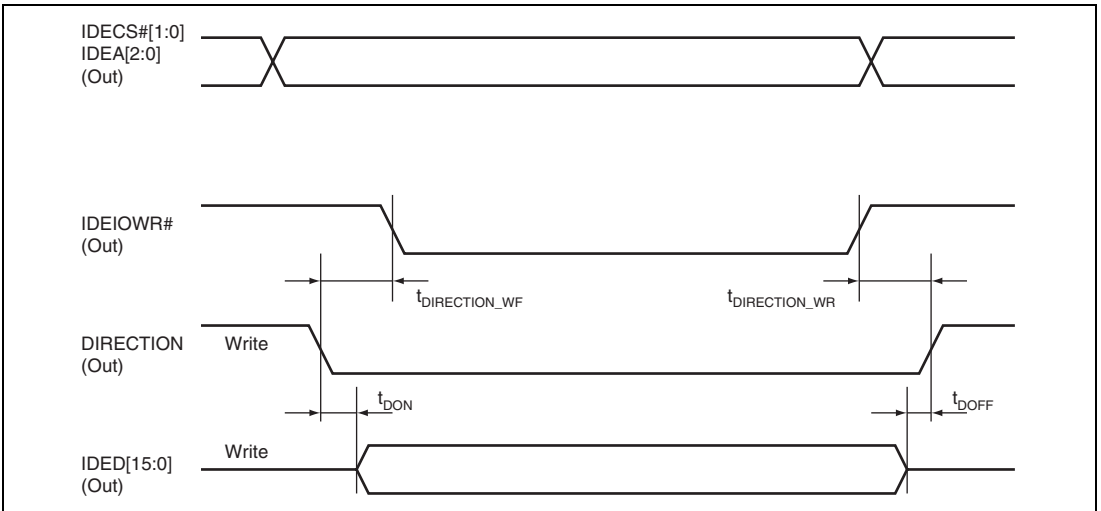 IDECS#[1:0]
IDEA[2:0]
(Out)
IDEIOWR#
(Out)
tDIRECTION_WF
tDIRECTION_WR
DIRECTION
(Out)
Write
tDON
tDOFF
IDED[15:0]
(Out)
Write